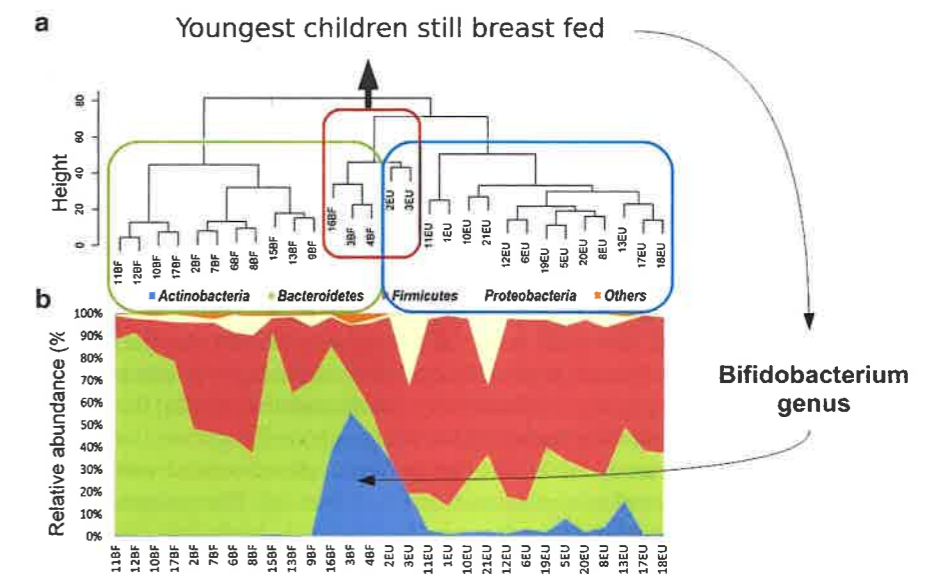 a
Youngest children still breast fed
Height
80
60
40
20
0
11BF 12BF 10BF 17BF 2BF 7BF 6BF 8BF 15BF 13BF 9BF 16BF 3BF 4BF 2EU 3EU 11EU 1EU 10EU 21EU 12EU 6EU 19EU 5EU 20EU 8EU 13EU 17EU 18EU
b
Actinobacteria Bacteroidetes Firmicutes Proteobacteria Others
Relative abundance (%
100%
90%
80%
70%
60%
50%
40%
30%
20%
10%
0%
11BF 12BF 10BF 17BF 2BF 7BF 6BF 8BF 15BF 13BF 9BF 16BF 3BF 4BF 2EU 3EU 11EU 1EU 10EU 21EU 12EU 6EU 19EU 5EU 20EU 8EU 13EU 17EU 18EU
Bifidobacterium
genus